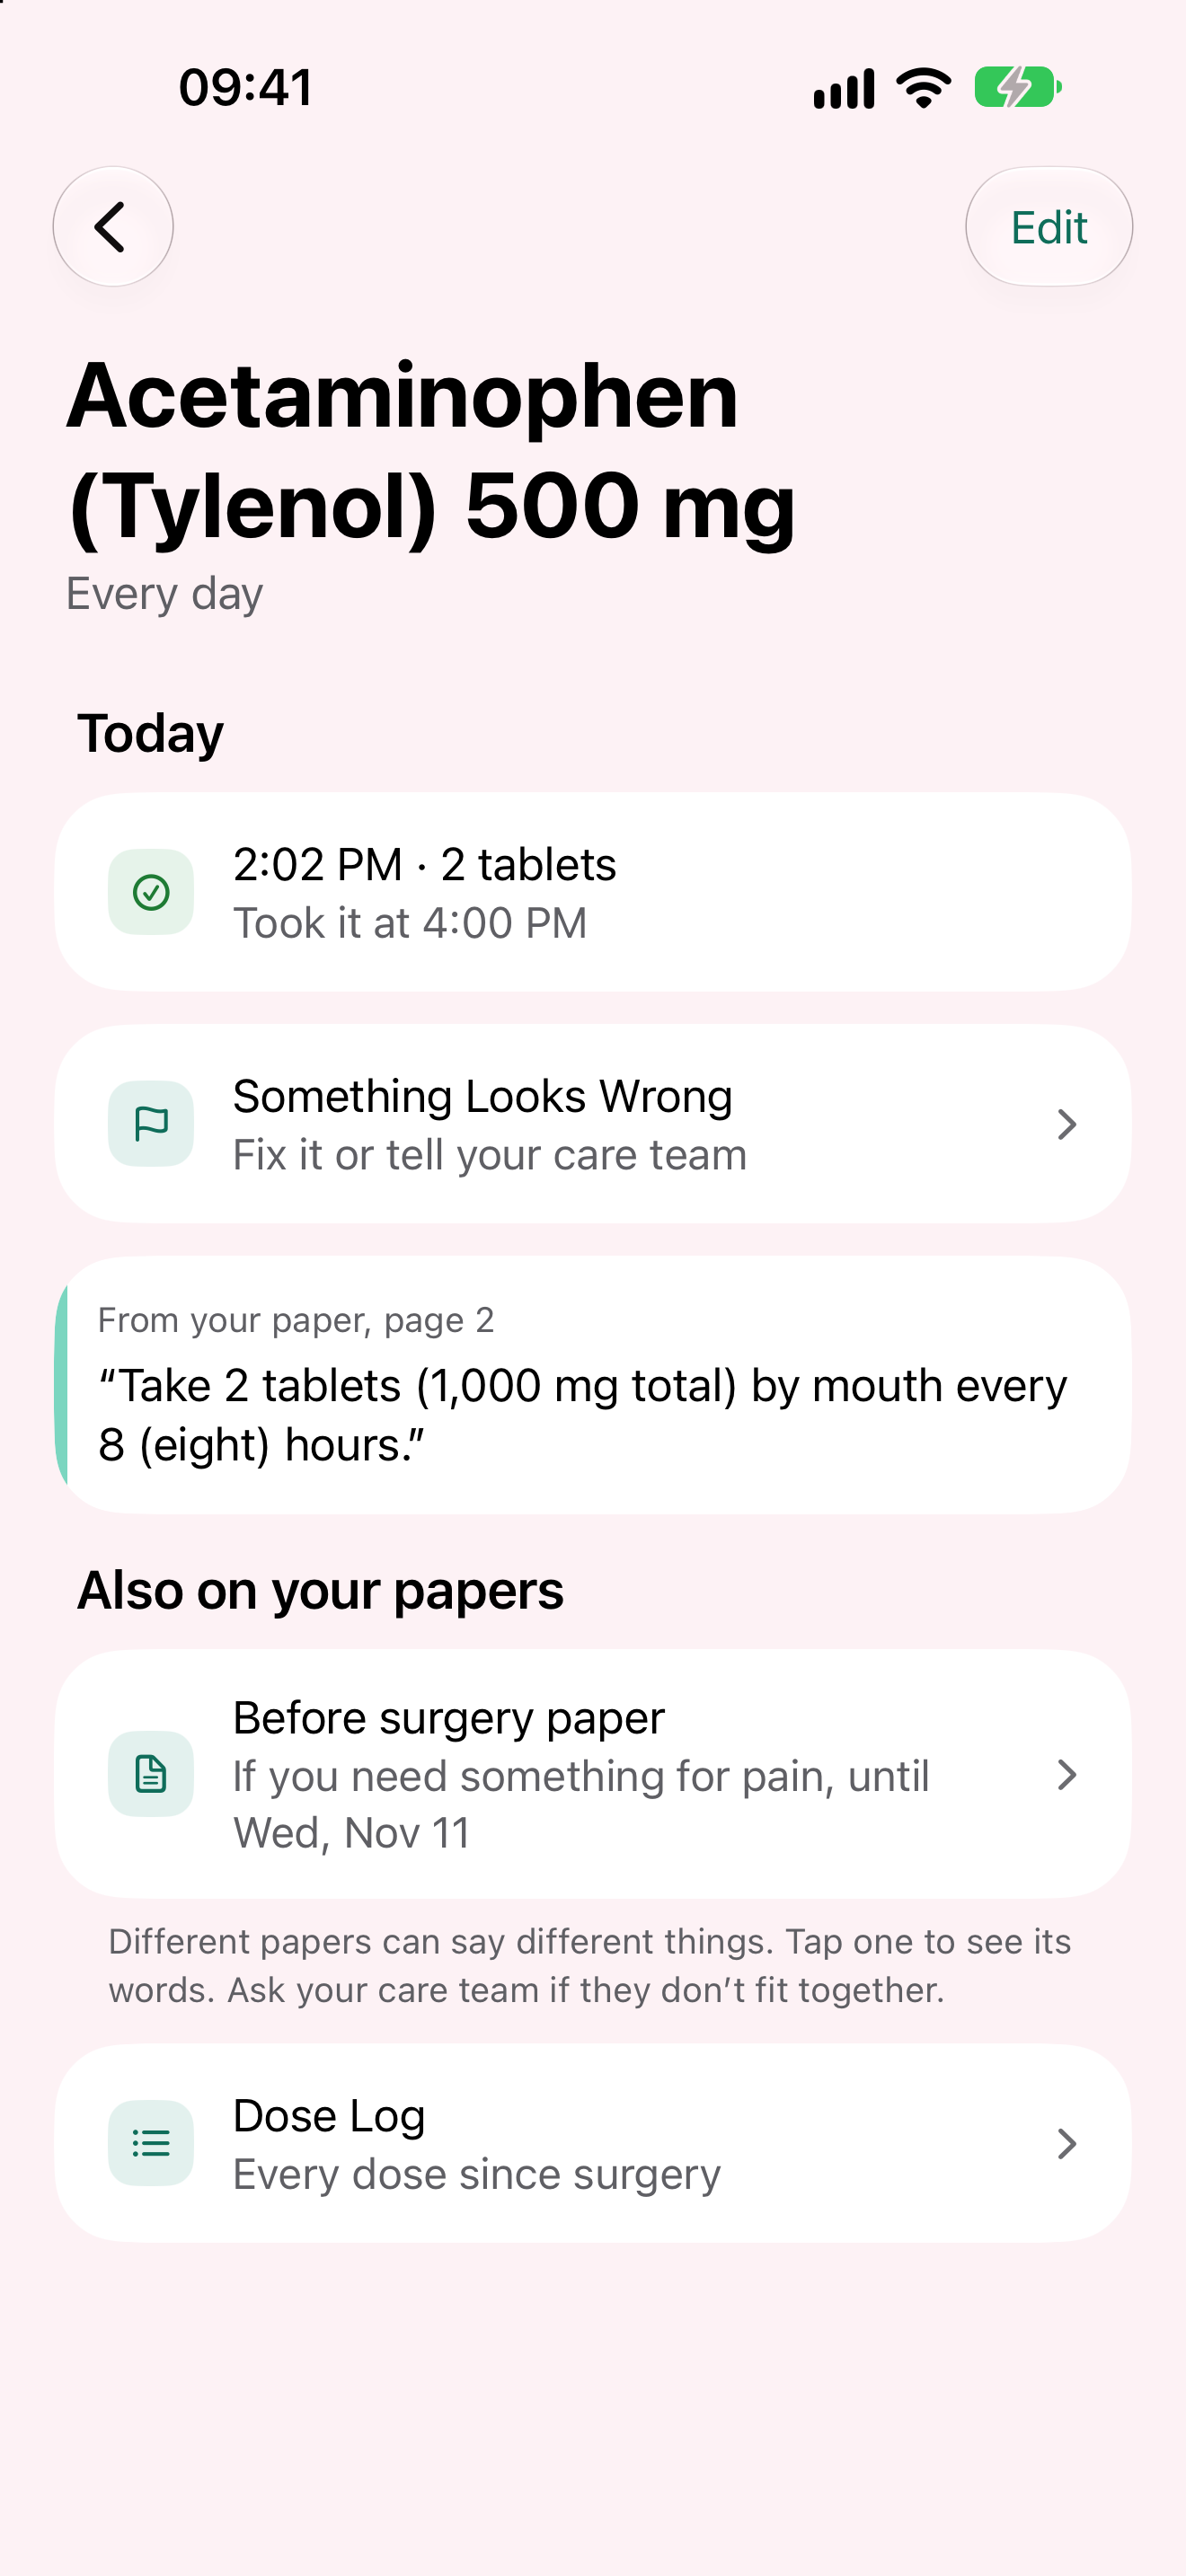 09:41
Edit
Acetaminophen
(Tylenol) 500 mg
Every day
Today
2:02 PM · 2 tablets
Took it at 4:00 PM
Something Looks Wrong
Fix it or tell your care team
From your paper, page 2
“Take 2 tablets (1,000 mg total) by mouth every
8 (eight) hours.”
Also on your papers
Before surgery paper
If you need something for pain, until
Wed, Nov 11
Different papers can say different things. Tap one to see its
words. Ask your care team if they don’t fit together.
Dose Log
Every dose since surgery